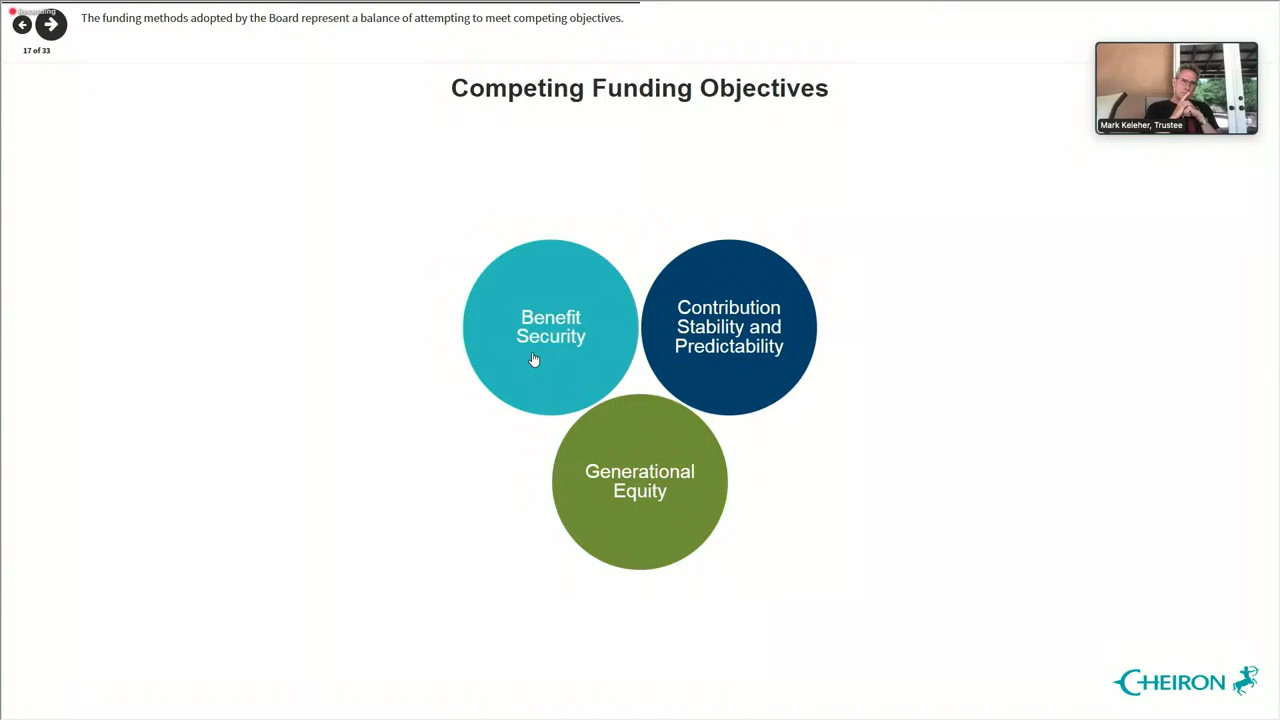 Recording
The funding methods adopted by the Board represent a balance of attempting to meet competing objectives.
17 of 33
Competing Funding Objectives
Mark Keleher, Trustee
Benefit
Security
Contribution
Stability and
Predictability
Generational
Equity
CHEIRON